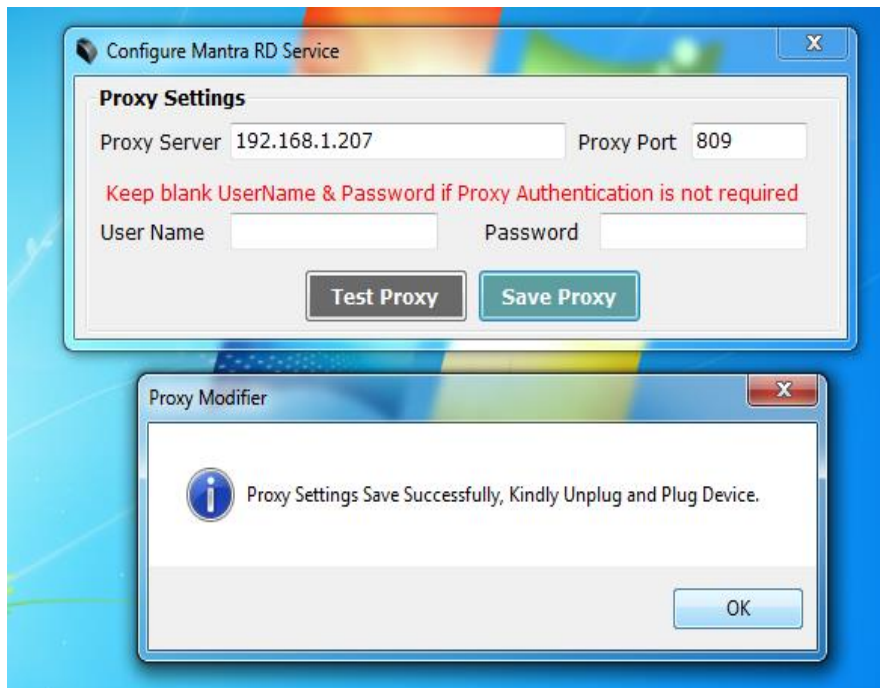 Configure Mantra RD Service
Proxy Settings
Proxy Server 192.168.1.207 Proxy Port 809
Keep blank UserName & Password if Proxy Authentication is not required
User Name Password
Test Proxy Save Proxy
Proxy Modifier
Proxy Settings Save Successfully, Kindly Unplug and Plug Device.
OK